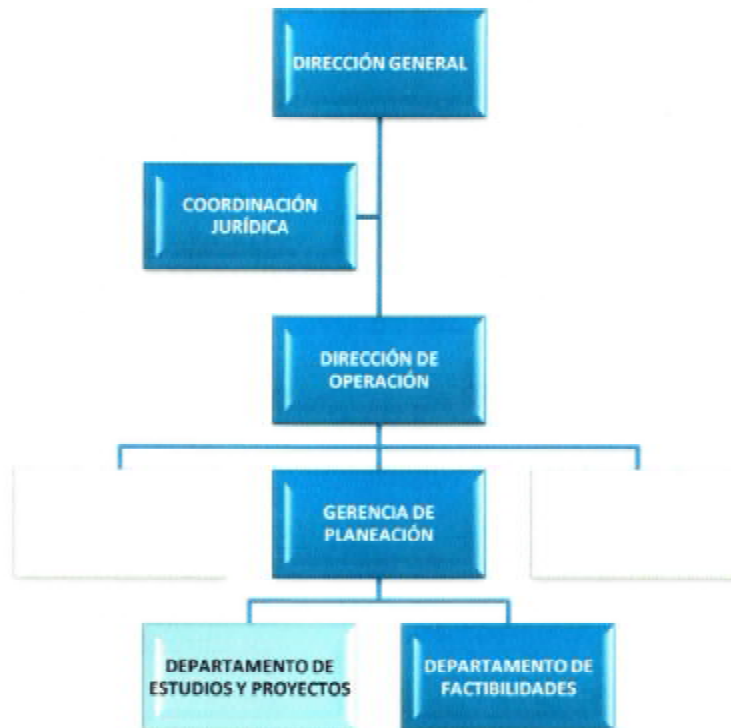 DIRECCIÓN GENERAL
COORDINACIÓN
JURÍDICA
DIRECCIÓN DE
OPERACIÓN
GERENCIA DE
PLANEACIÓN
DEPARTAMENTO DE
ESTUDIOS Y PROYECTOS
DEPARTAMENTO DE
FACTIBILIDADES